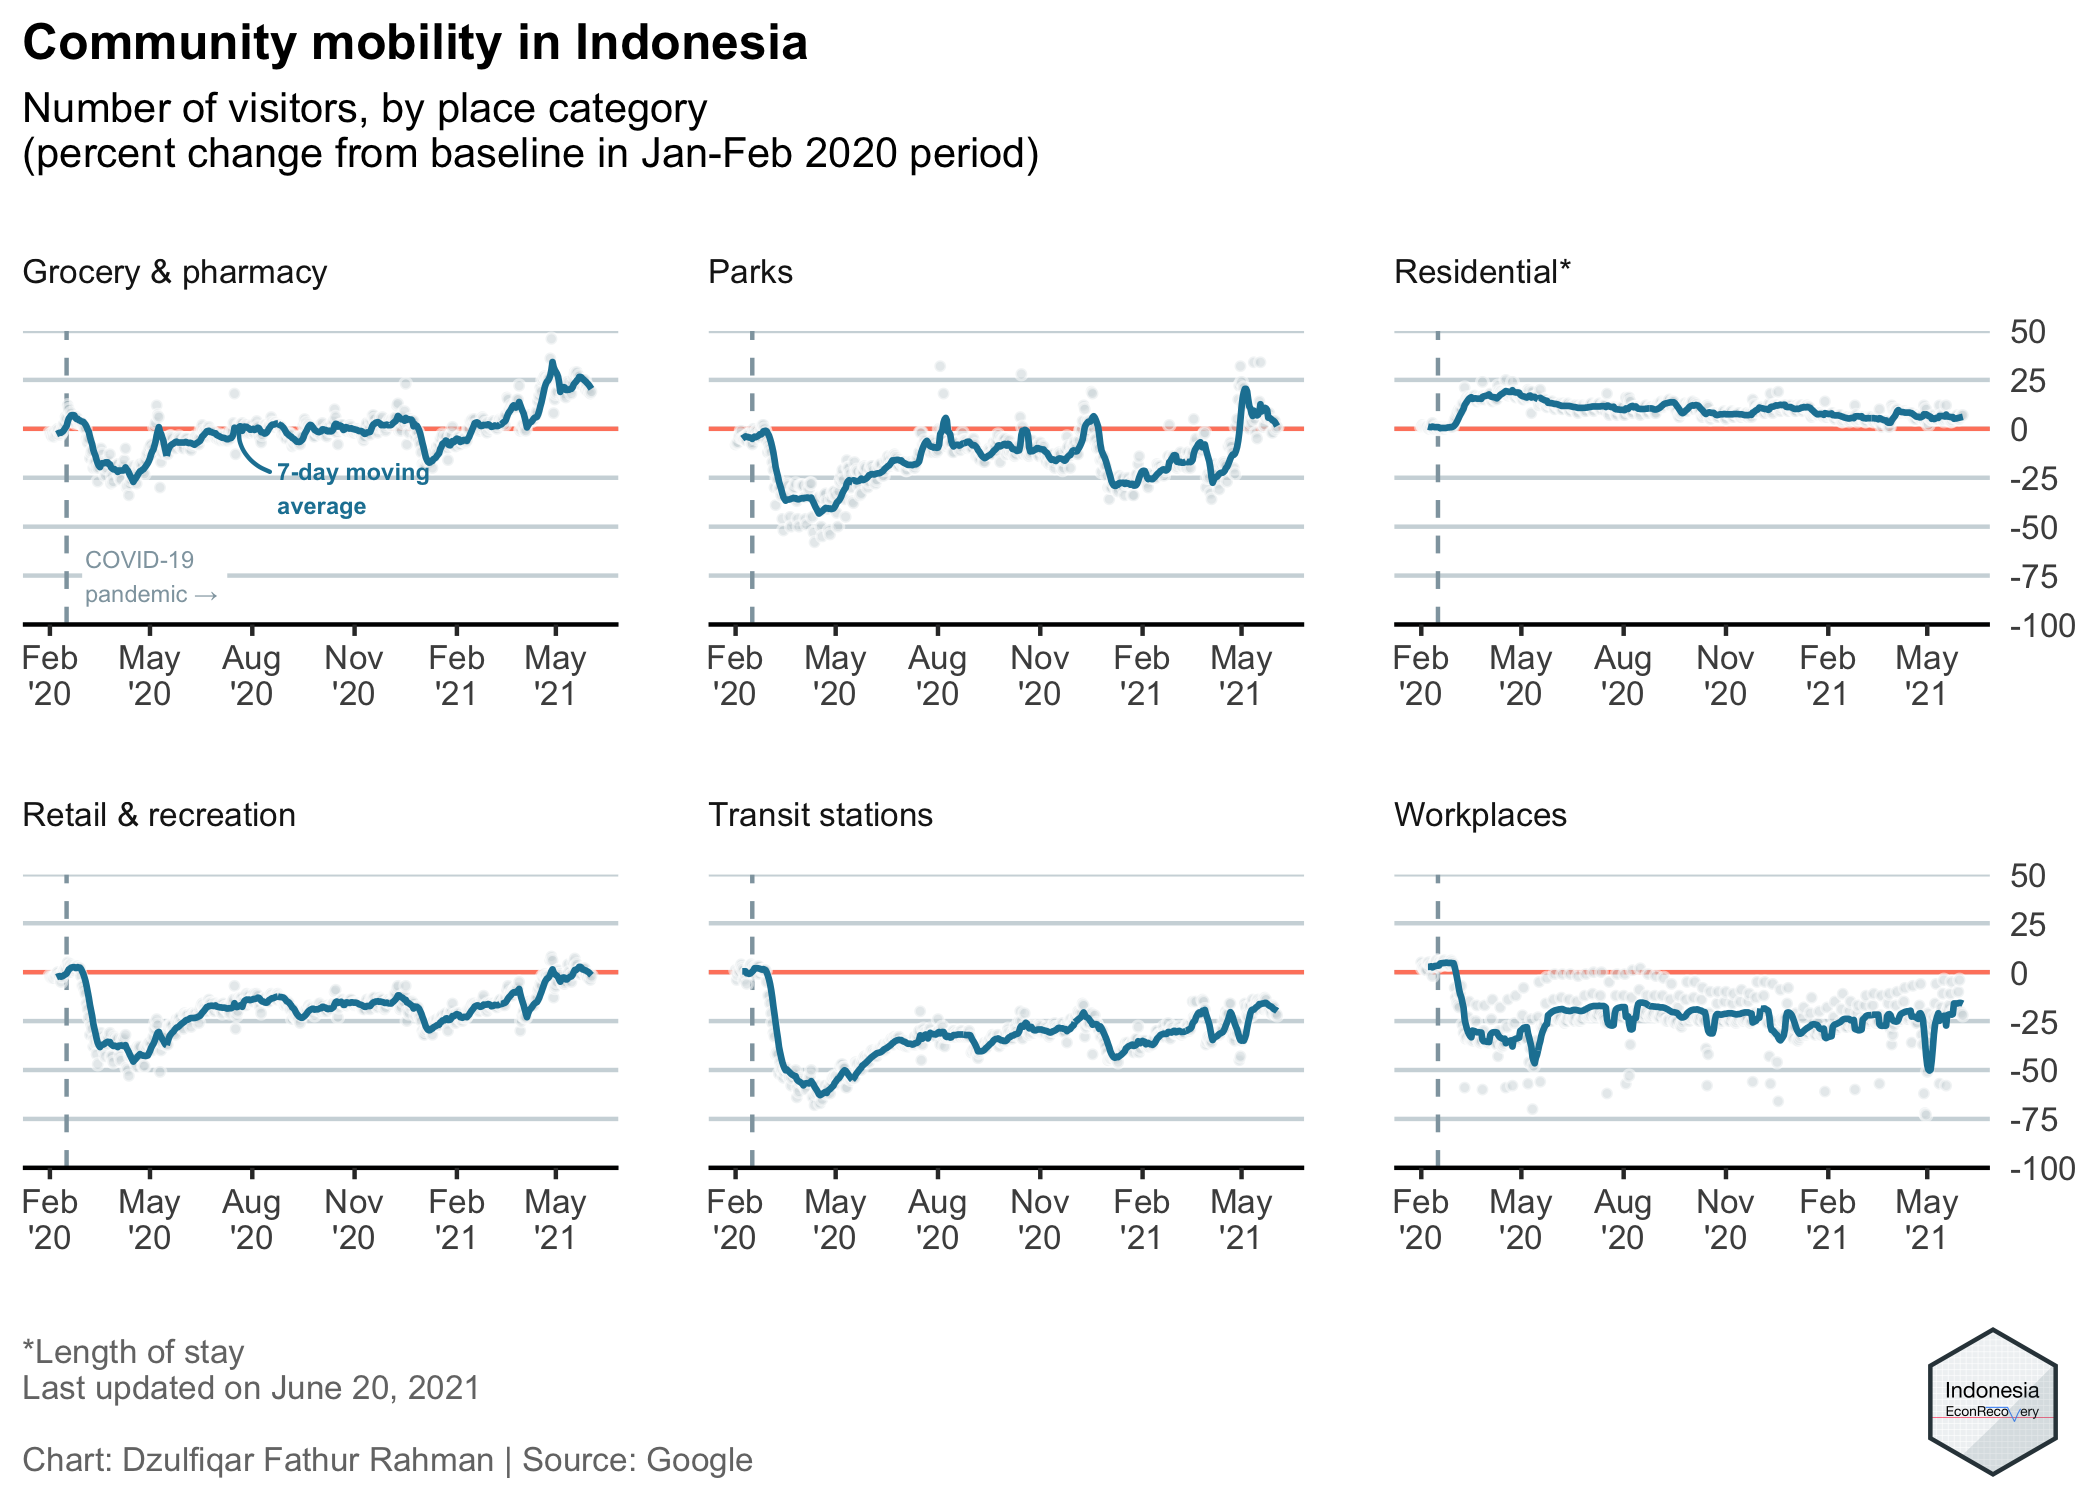 Community mobility in Indonesia
Number of visitors, by place category
(percent change from baseline in Jan-Feb 2020 period)
Grocery & pharmacy
Parks
Residential*
50
25
0
-25
-50
-75
-100
7-day moving
average
COVID-19
pandemic →
Feb May Aug Nov Feb May
'20 '20 '20 '20 '21 '21
Feb May Aug Nov Feb May
'20 '20 '20 '20 '21 '21
Feb May Aug Nov Feb May
'20 '20 '20 '20 '21 '21
Retail & recreation
Transit stations
Workplaces
50
25
0
-25
-50
-75
-100
Feb May Aug Nov Feb May
'20 '20 '20 '20 '21 '21
Feb May Aug Nov Feb May
'20 '20 '20 '20 '21 '21
Feb May Aug Nov Feb May
'20 '20 '20 '20 '21 '21
*Length of stay
Last updated on June 20, 2021
Chart: Dzulfiqar Fathur Rahman | Source: Google
Indonesia
EconRecovery